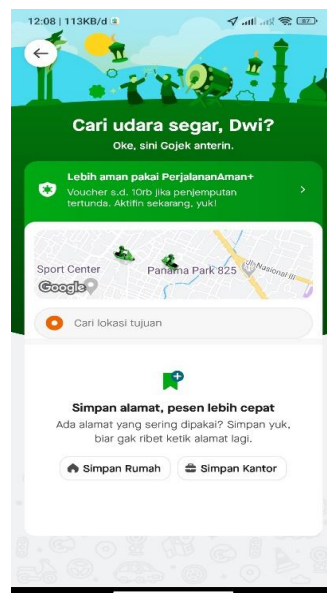 12:08 | 113KB/d
87
Cari udara segar, Dwi?
Oke, sini Gojek anterin.
Lebih aman pakai PerjalananAman+
Voucher s.d. 10rb jika penjemputan
tertunda. Aktifin sekarang, yuk!
Sport Center
Panama Park 825
Jl. Nasional III
Google
Cari lokasi tujuan
Simpan alamat, pesen lebih cepat
Ada alamat yang sering dipakai? Simpan yuk,
biar gak ribet ketik alamat lagi.
Simpan Rumah
Simpan Kantor